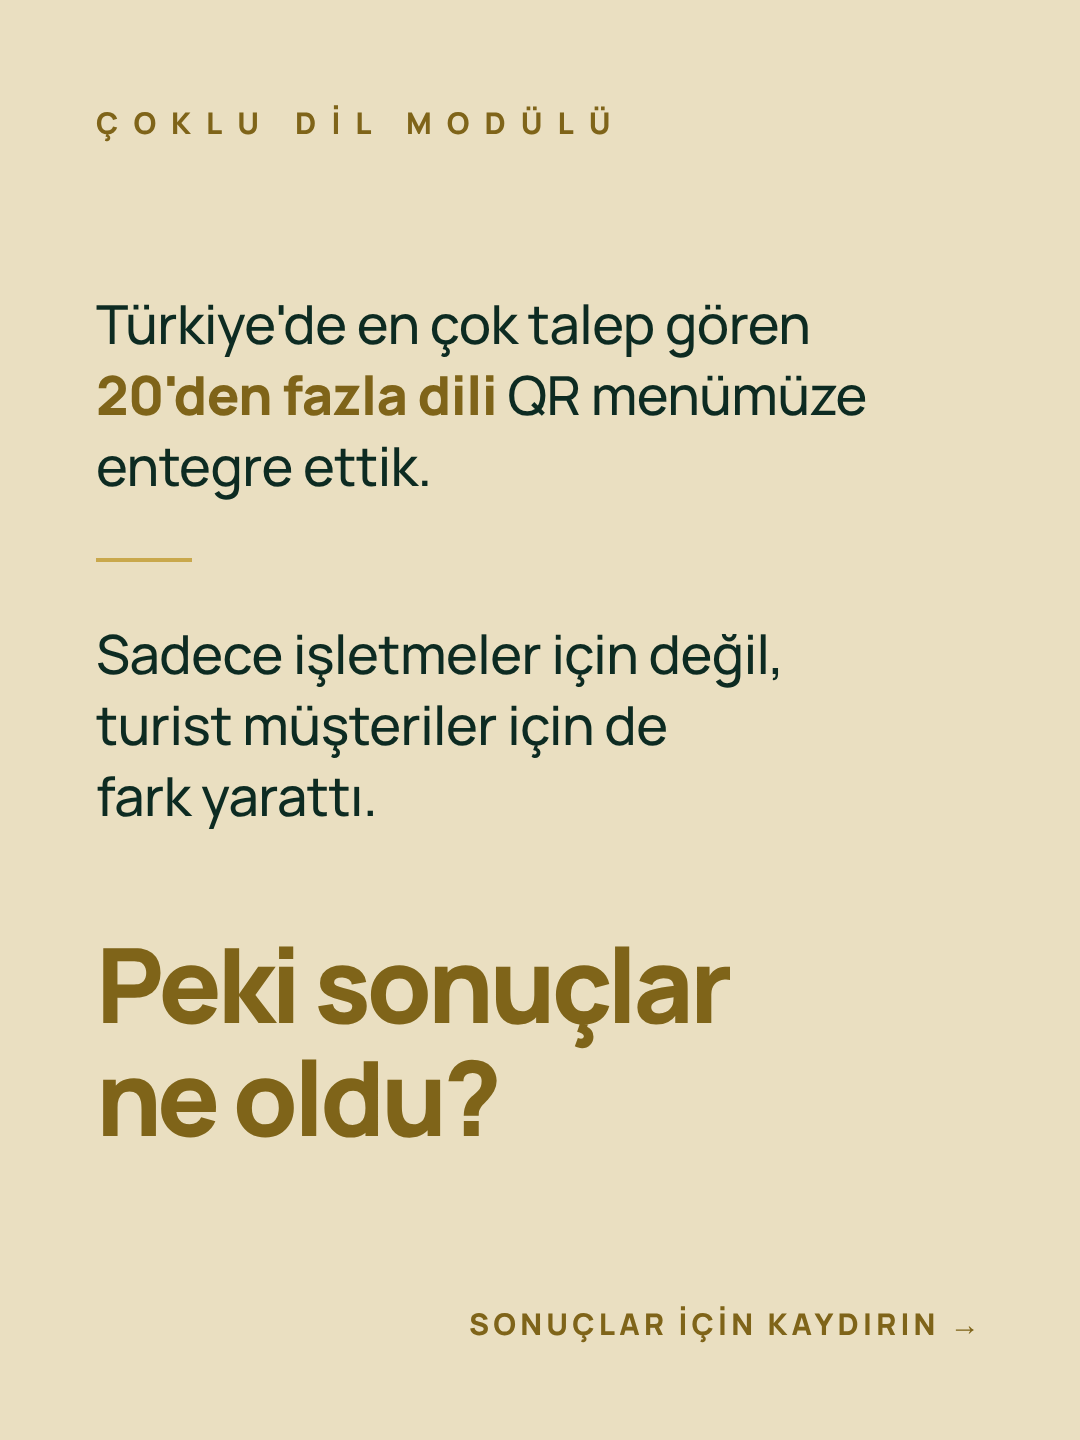 ÇOKLU DİL MODÜLÜ
Türkiye'de en çok talep gören
20'den fazla dili QR menümüze
entegre ettik.
Sadece işletmeler için değil,
turist müşteriler için de
fark yarattı.
Peki sonuçlar
ne oldu?
SONUÇLAR İÇİN KAYDIRIN →